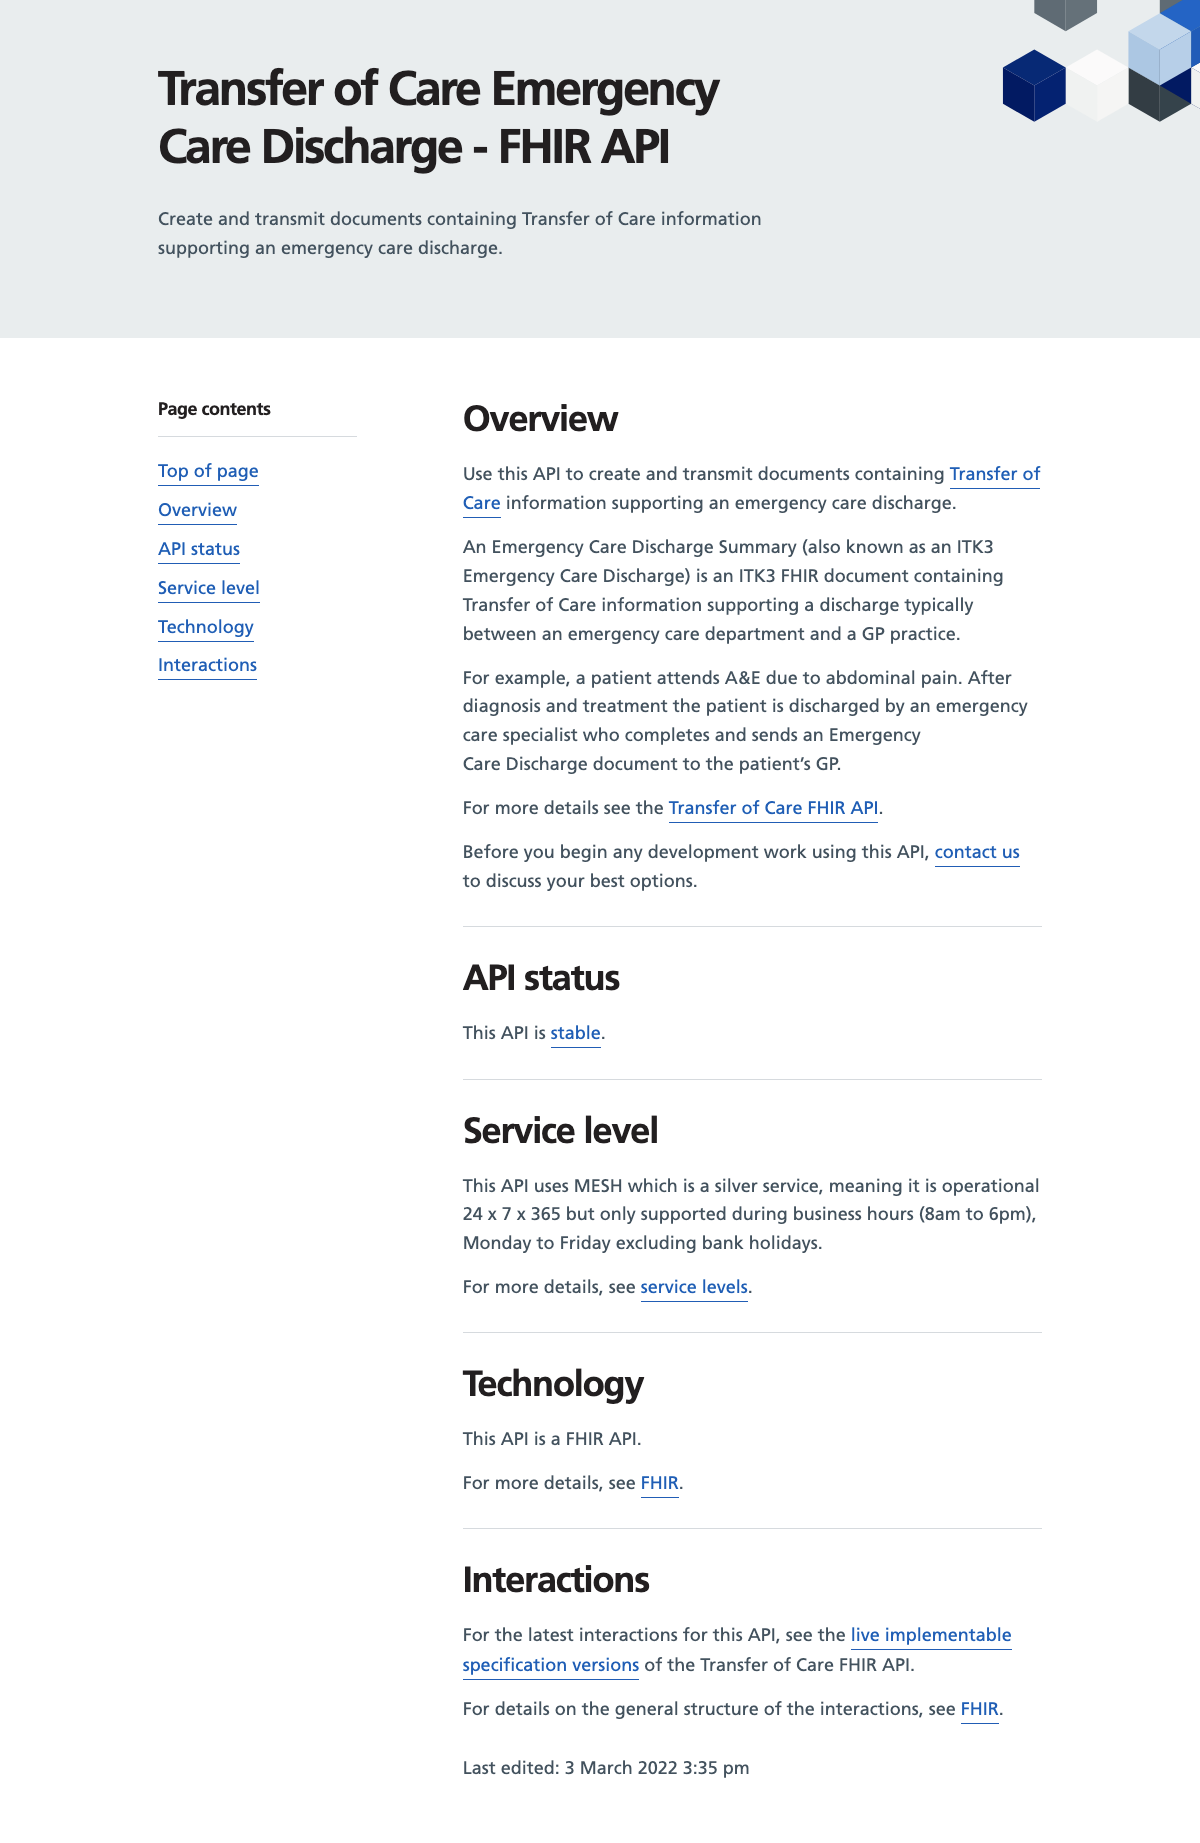 Transfer of Care Emergency
Care Discharge - FHIR API
Create and transmit documents containing Transfer of Care information
supporting an emergency care discharge.
Page contents
Top of page
Overview
API status
Service level
Technology
Interactions
Overview
Use this API to create and transmit documents containing Transfer of
Care information supporting an emergency care discharge.
An Emergency Care Discharge Summary (also known as an ITK3
Emergency Care Discharge) is an ITK3 FHIR document containing
Transfer of Care information supporting a discharge typically
between an emergency care department and a GP practice.
For example, a patient attends A&E due to abdominal pain. After
diagnosis and treatment the patient is discharged by an emergency
care specialist who completes and sends an Emergency
Care Discharge document to the patient’s GP.
For more details see the Transfer of Care FHIR API.
Before you begin any development work using this API, contact us
to discuss your best options.
API status
This API is stable.
Service level
This API uses MESH which is a silver service, meaning it is operational
24 x 7 x 365 but only supported during business hours (8am to 6pm),
Monday to Friday excluding bank holidays.
For more details, see service levels.
Technology
This API is a FHIR API.
For more details, see FHIR.
Interactions
For the latest interactions for this API, see the live implementable
specification versions of the Transfer of Care FHIR API.
For details on the general structure of the interactions, see FHIR.
Last edited: 3 March 2022 3:35 pm